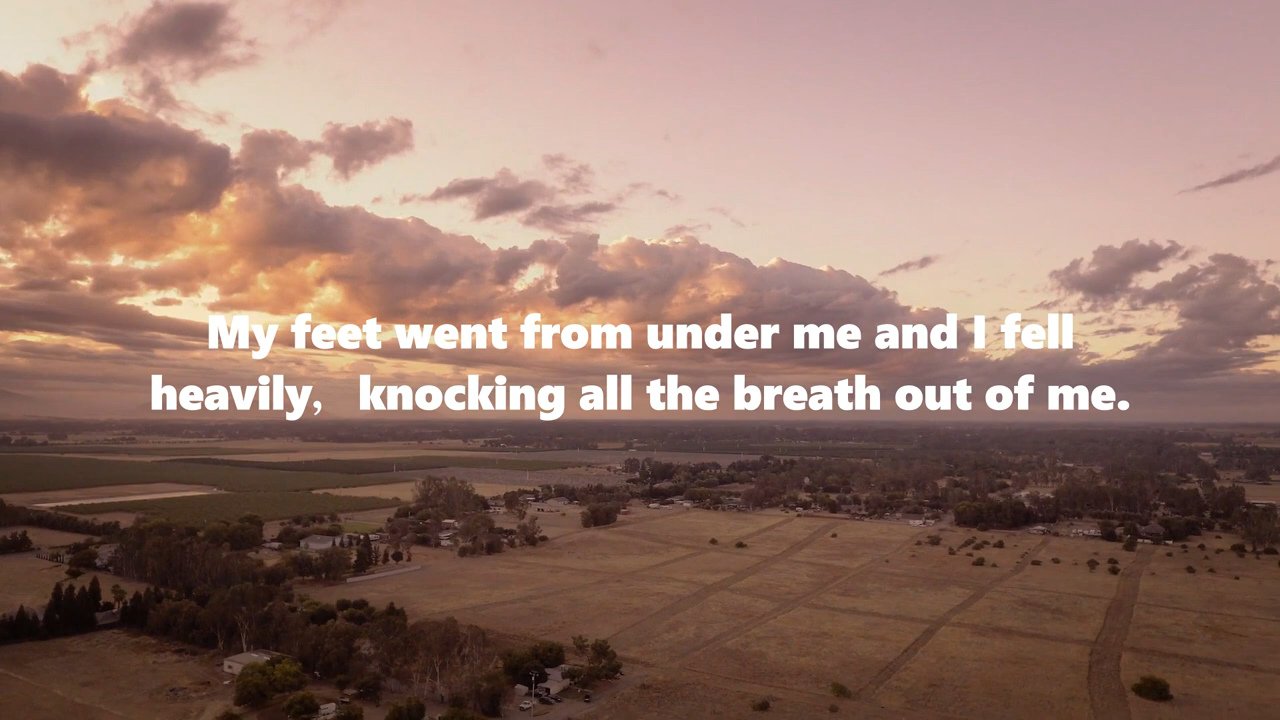 My feet went from under me and I fell
heavily， knocking all the breath out of me.